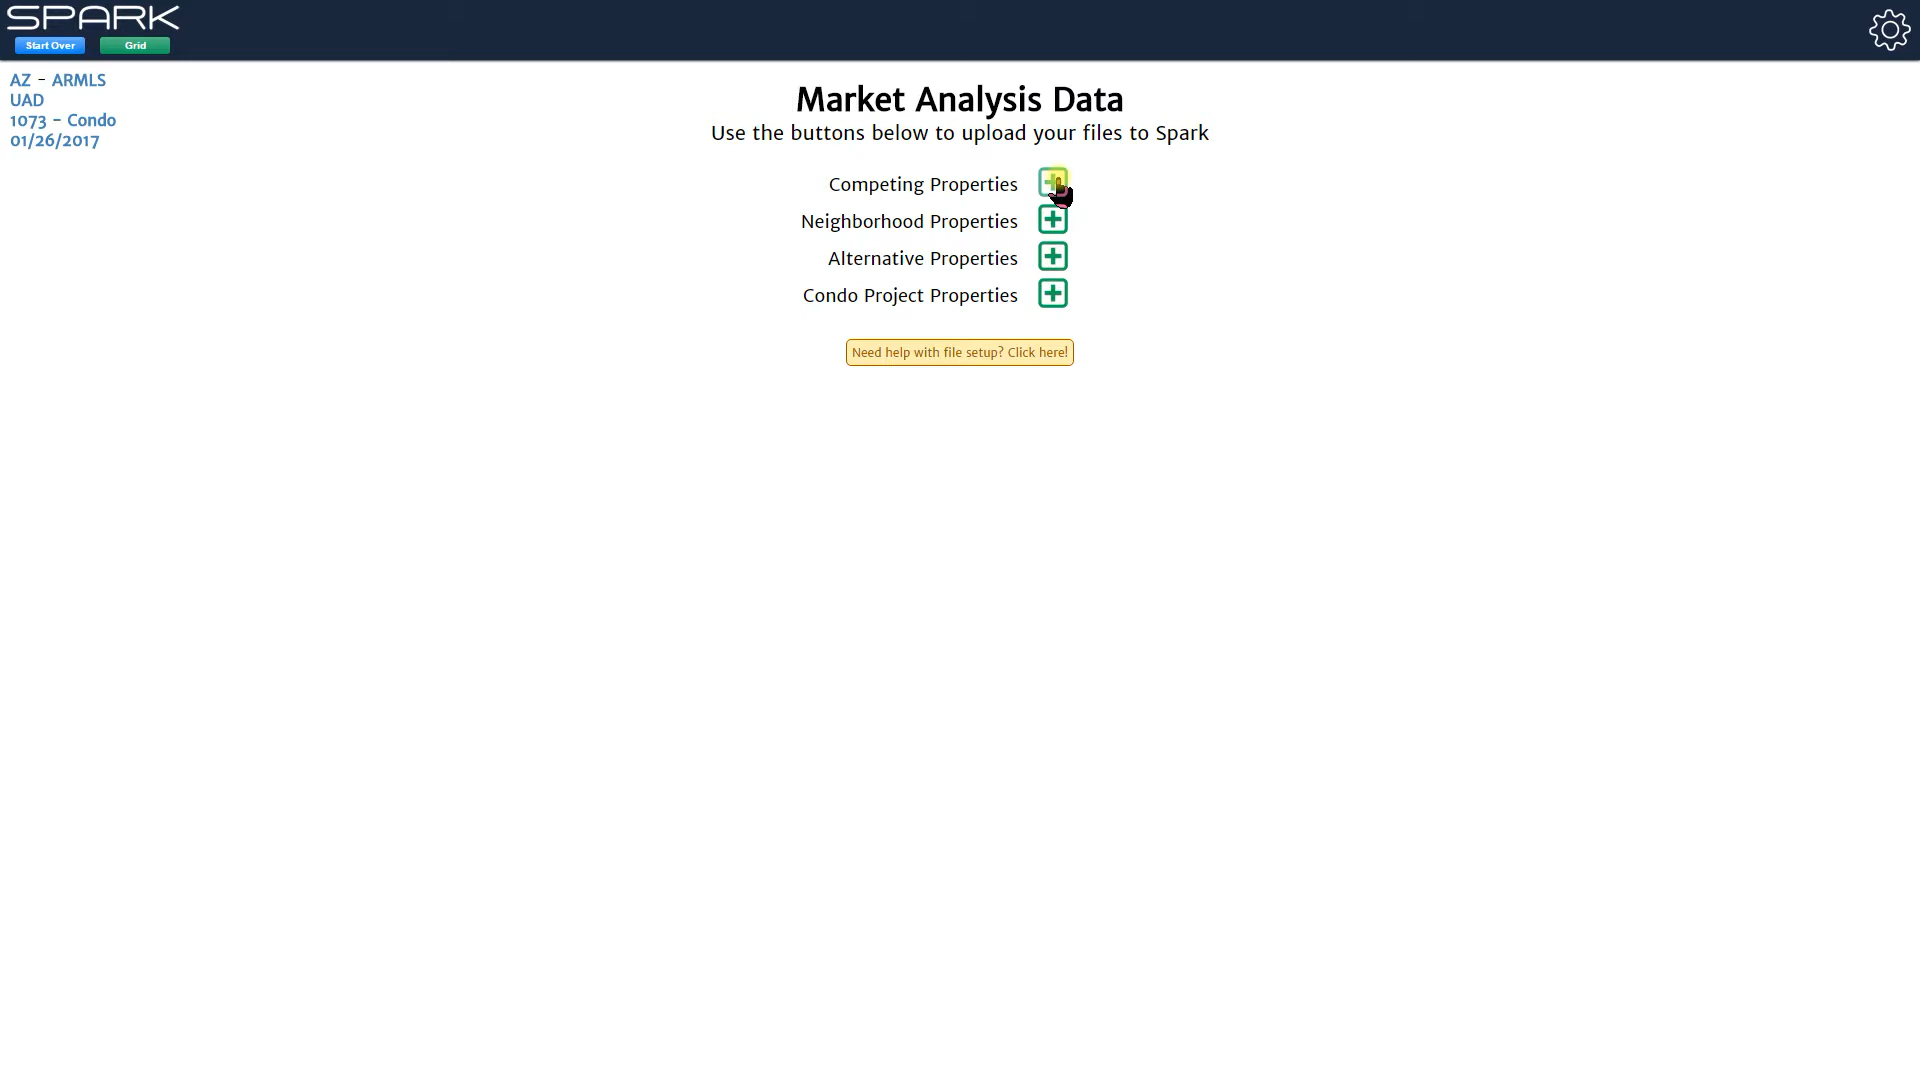 SPARK
Start Over
Grid
AZ - ARMLS
UAD
1073 - Condo
01/26/2017
Market Analysis Data
Use the buttons below to upload your files to Spark
Competing Properties
Neighborhood Properties
Alternative Properties
Condo Project Properties
Need help with file setup? Click here!